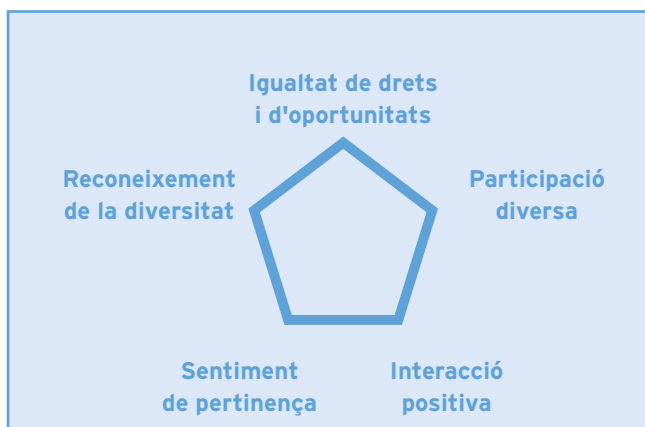 Igualtat de drets
i d'oportunitats
Reconeixement
de la diversitat
Participació
diversa
Sentiment
de pertinença
Interacció
positiva